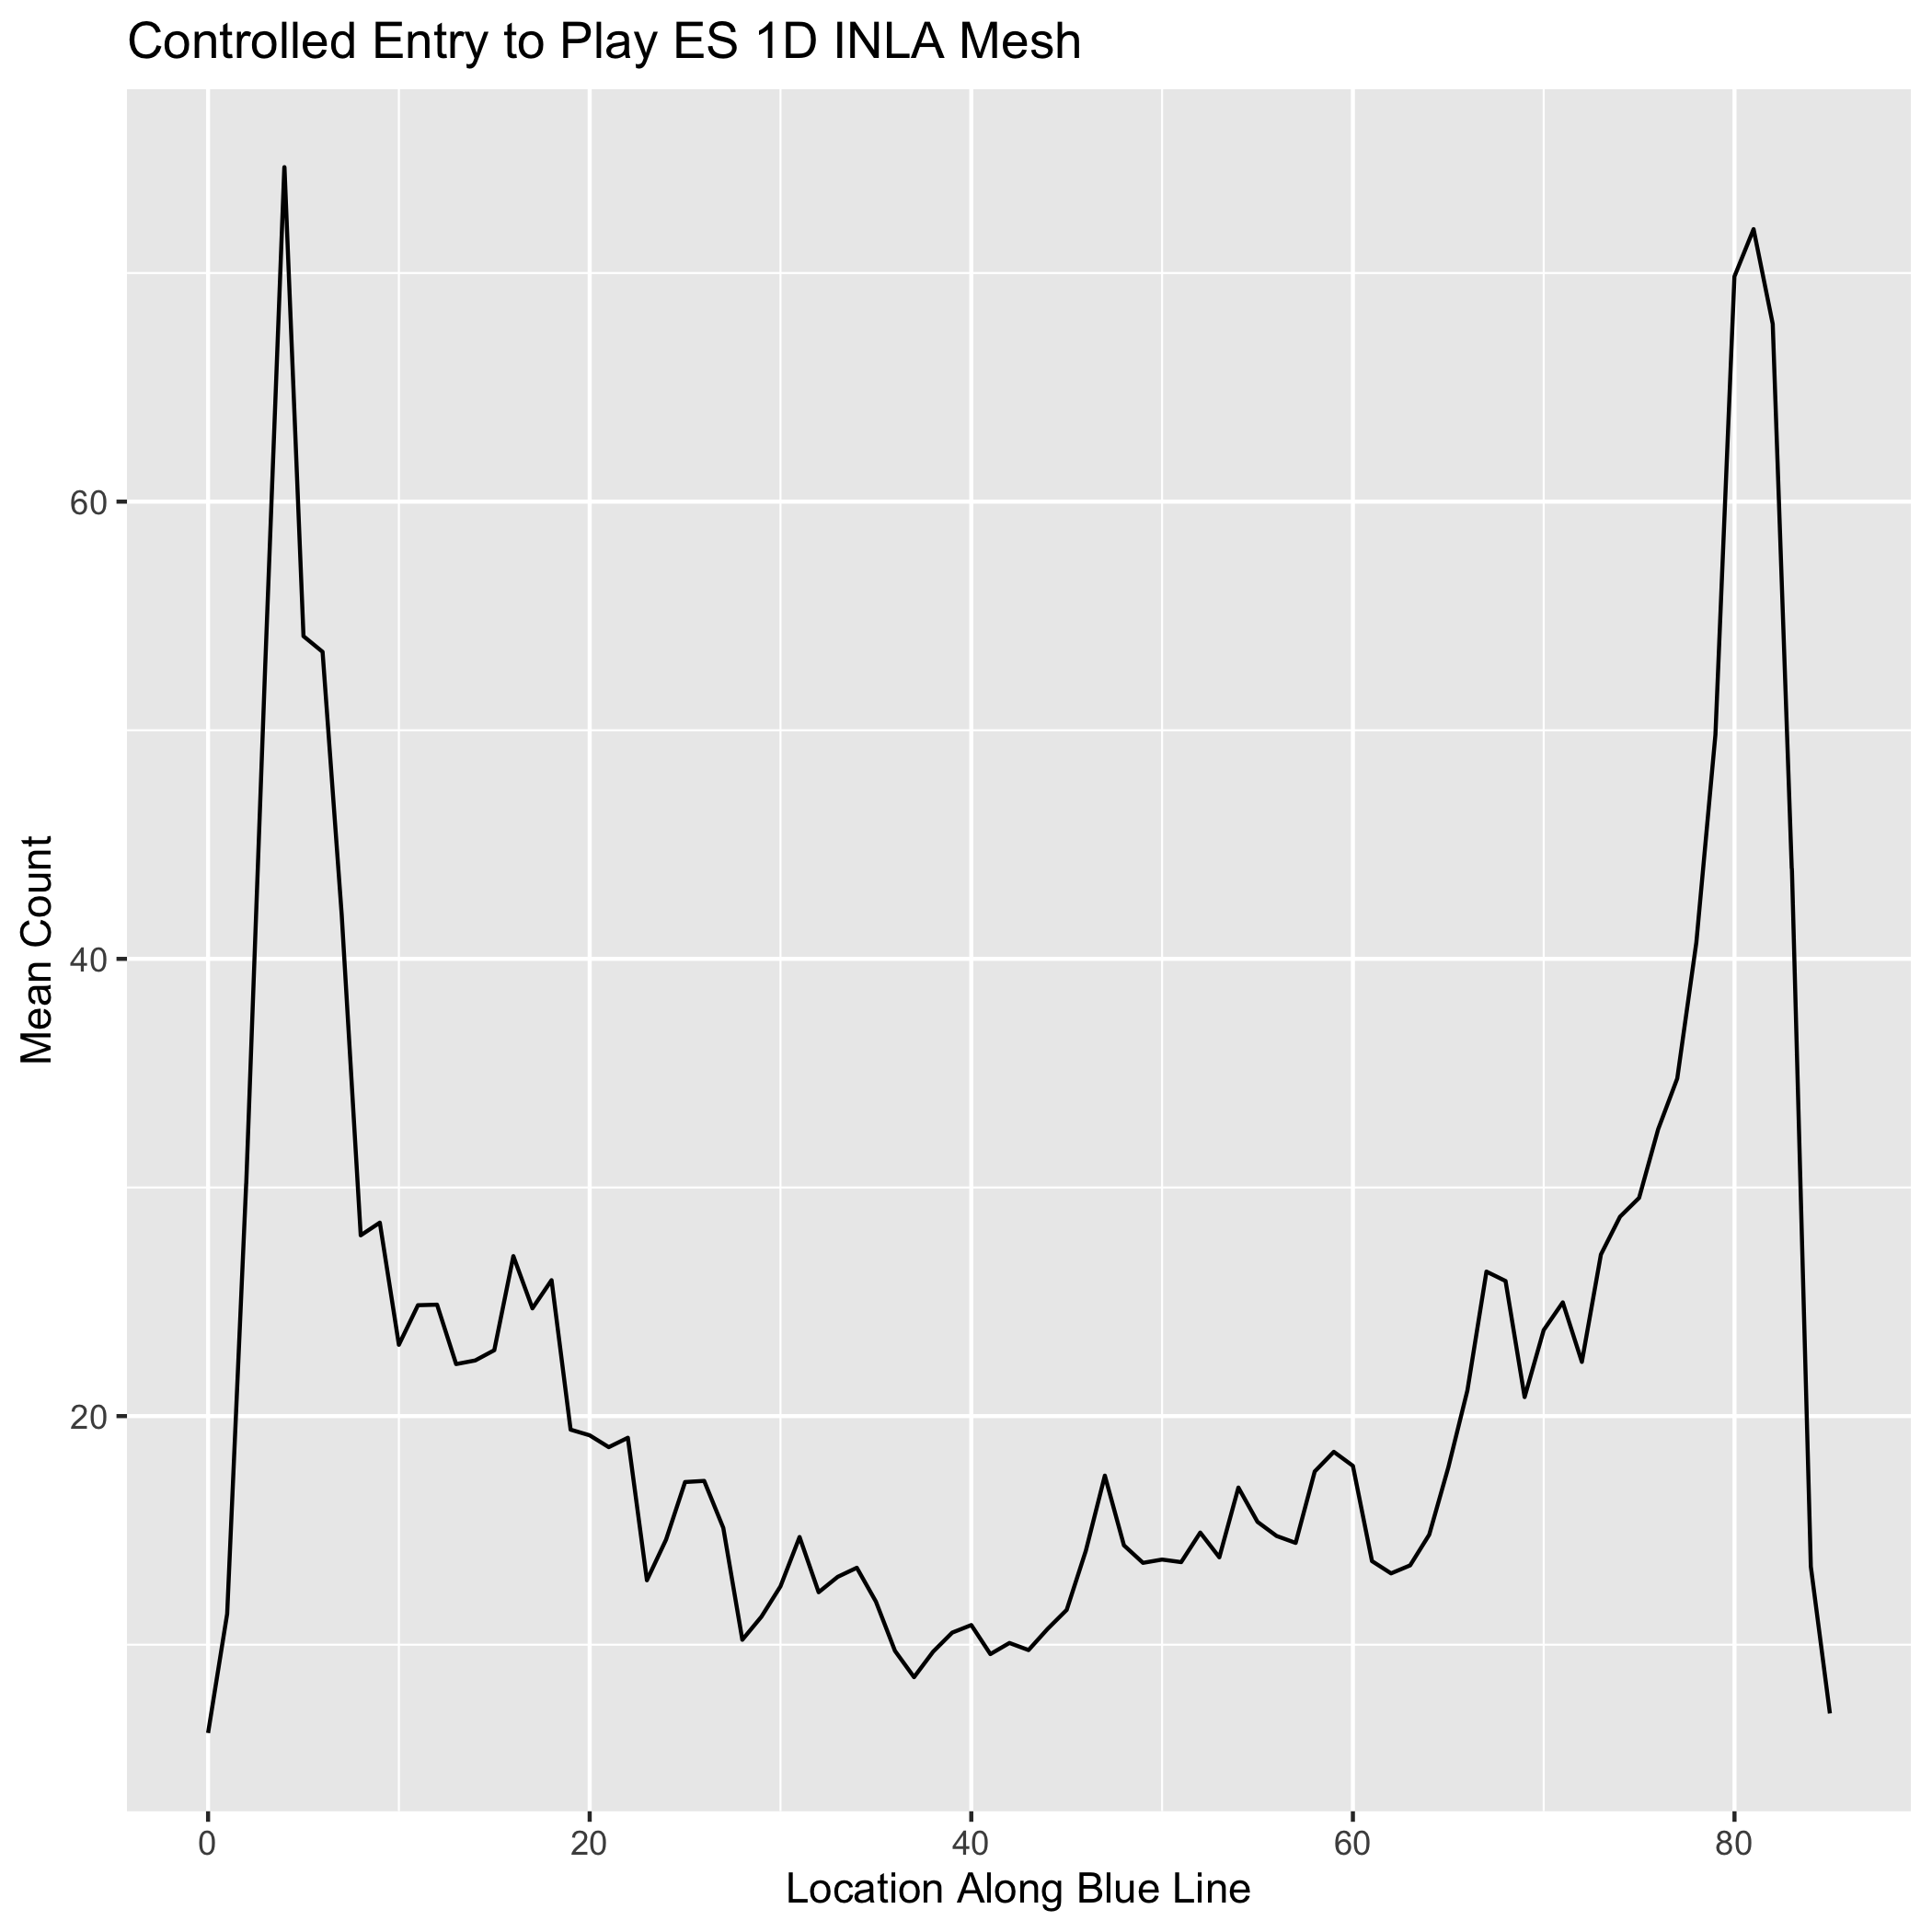 Controlled Entry to Play ES 1D INLA Mesh
Mean Count
60
40
20
0 20 40 60 80
Location Along Blue Line